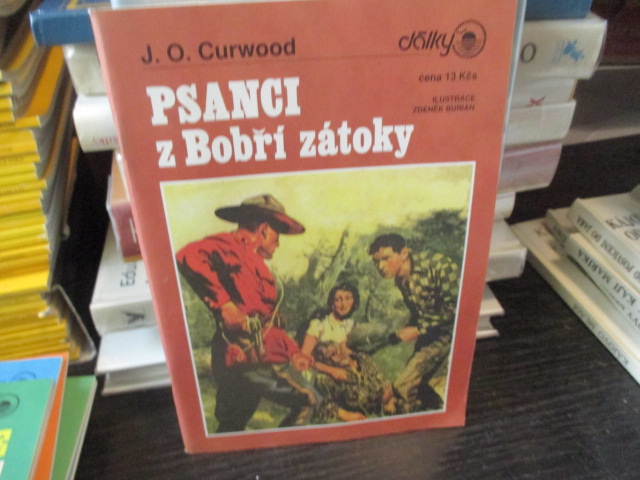 J. O. Curwood
dálky
cena 13 Kčs
ILUSTRACE
ZDENĚK BURIAN
PSANCI
z Bobří zátoky